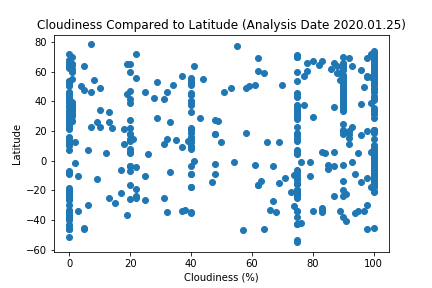 Cloudiness Compared to Latitude (Analysis Date 2020.01.25)
80
60
40
20
0
−20
−40
−60
Latitude
0 20 40 60 80 100
Cloudiness (%)